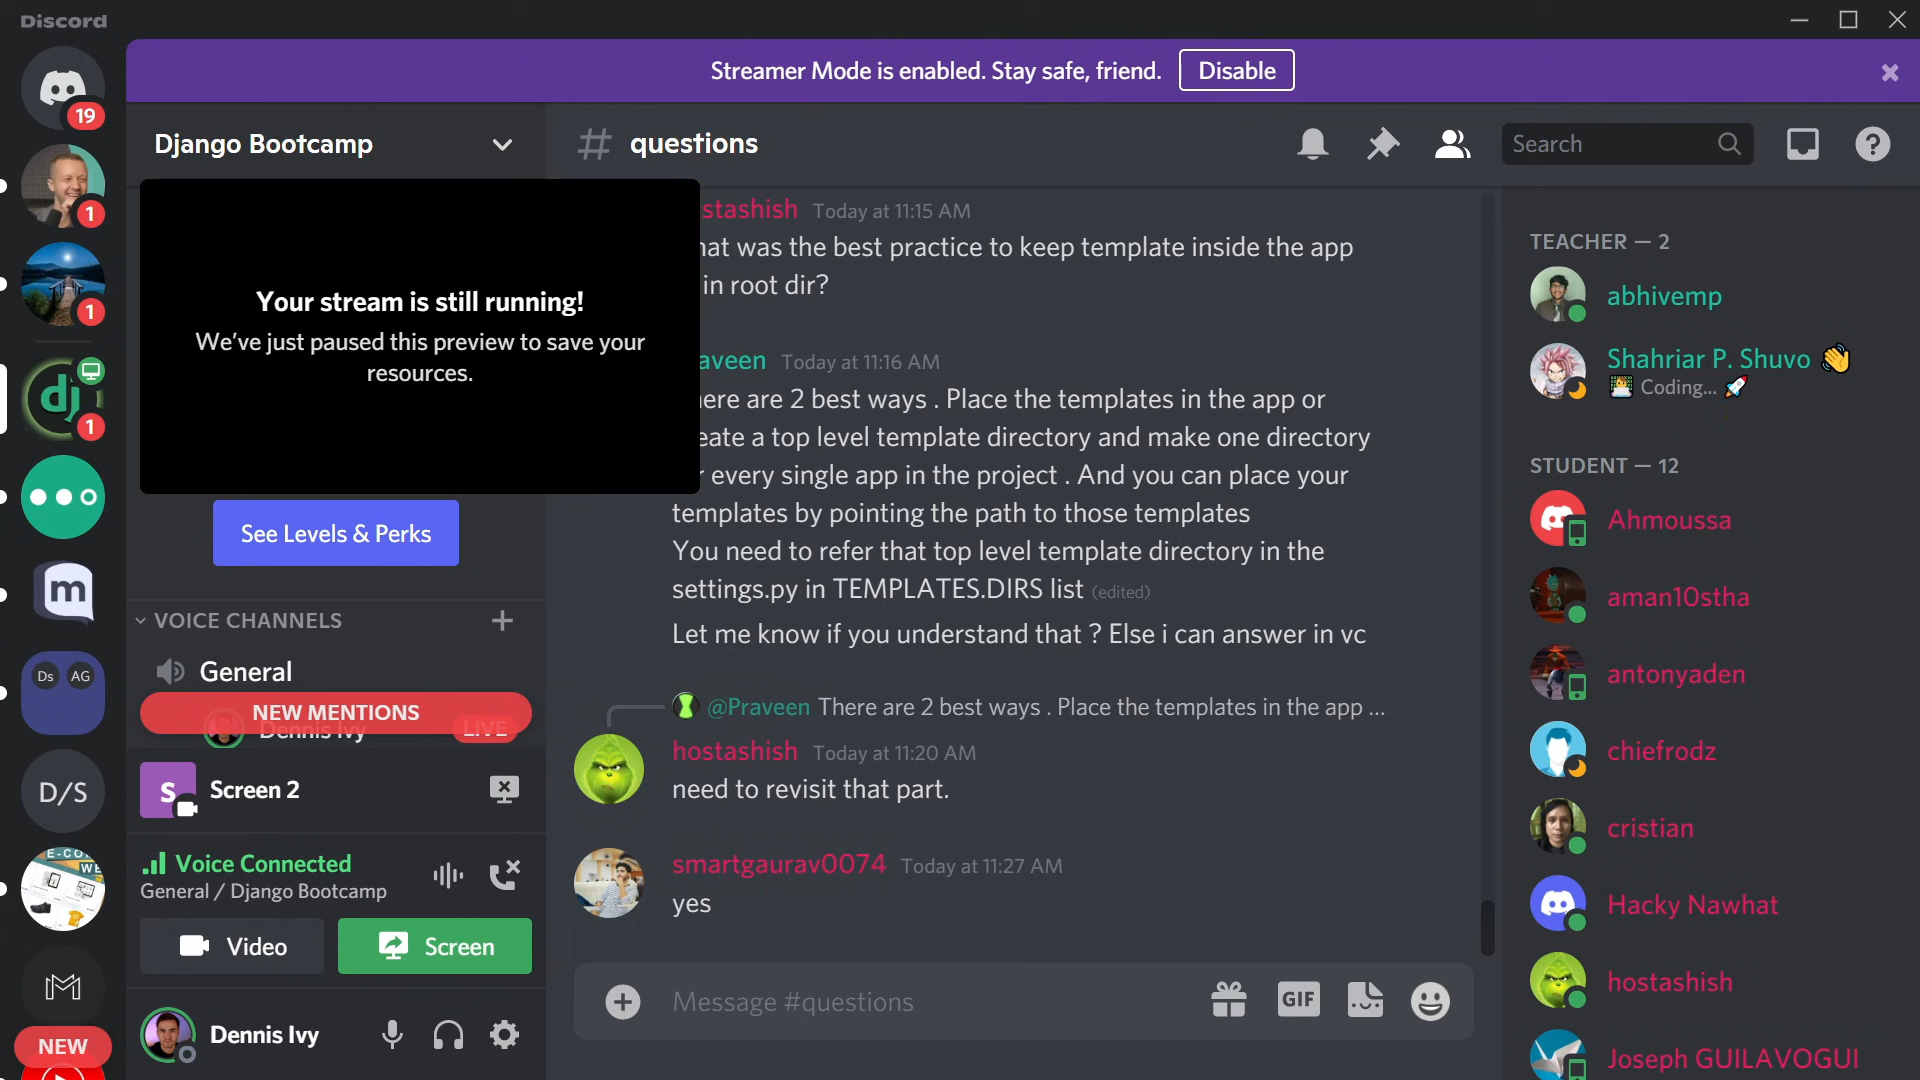 Discord
Streamer Mode is enabled. Stay safe, friend.
Disable
19
1
1
dj
1
m
Ds
AG
D/S
E-CO
WE
NEW
Django Bootcamp
Your stream is still running!
We've just paused this preview to save your
resources.
See Levels & Perks
VOICE CHANNELS
General
NEW MENTIONS
Dennis Ivy
LIVE
S
Screen 2
Voice Connected
General / Django Bootcamp
Video
Screen
Dennis Ivy
questions
Search
stashish Today at 11:15 AM
at was the best practice to keep template inside the app
in root dir?
aveen Today at 11:16 AM
ere are 2 best ways . Place the templates in the app or
eate a top level template directory and make one directory
r every single app in the project . And you can place your
templates by pointing the path to those templates
You need to refer that top level template directory in the
settings.py in TEMPLATES.DIRS list (edited)
Let me know if you understand that ? Else i can answer in vc
@Praveen There are 2 best ways . Place the templates in the app ...
hostashish Today at 11:20 AM
need to revisit that part.
smartgaurav0074 Today at 11:27 AM
yes
Message #questions
GIF
TEACHER — 2
abhivemp
Shahriar P. Shuvo 👋
Coding... 🚀
STUDENT — 12
Ahmoussa
aman10stha
antonyaden
chiefrodz
cristian
Hacky Nawhat
hostashish
Joseph GUILAVOGUI